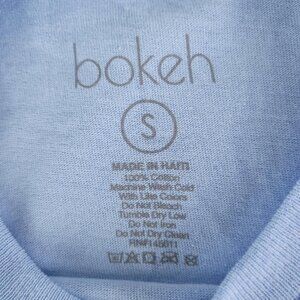 bokeh
S
MADE IN HAITI
100% Cotton
Machine Wash Cold
With Like Colors
Do Not Bleach
Tumble Dry Low
Do Not Iron
Do Not Dry Clean
RN#145611